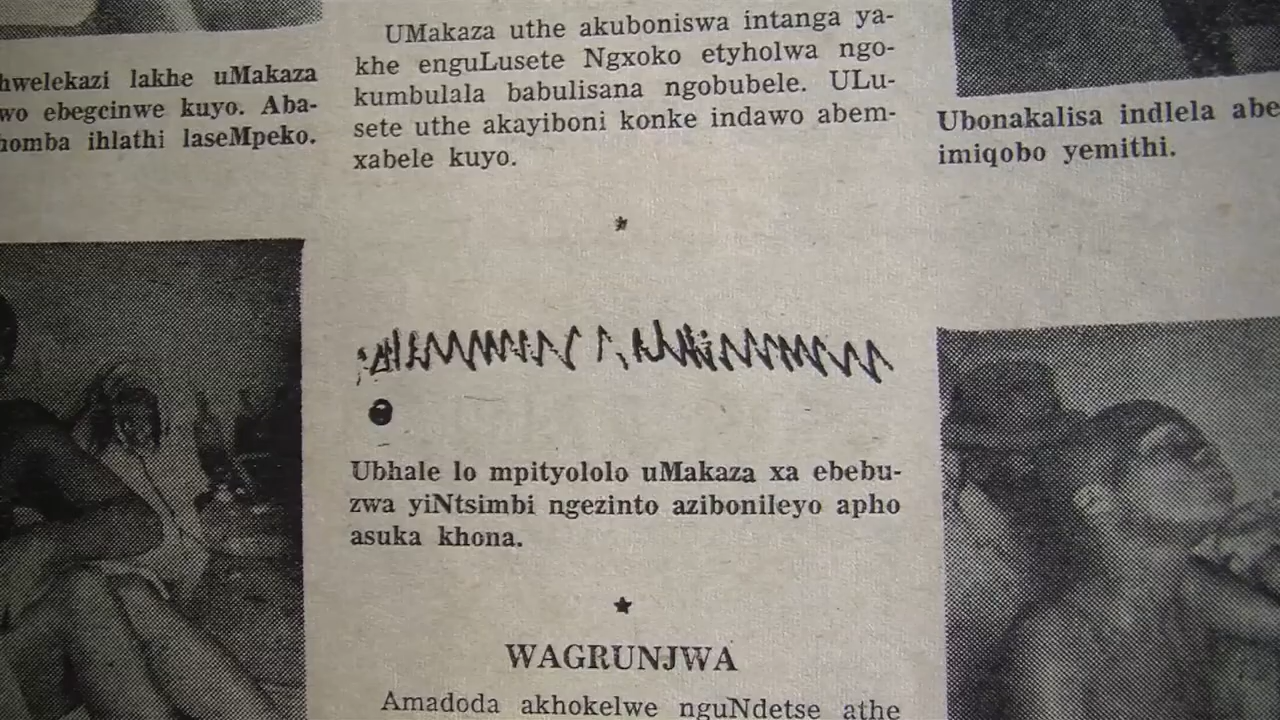 hwelekazi lakhe uMakaza
wo ebegcinwe kuyo. Aba-
homba ihlathi laseMpeko.
UMakaza uthe akuboniswa intanga ya-
khe enguLusete Ngxoko etyholwa ngo-
kumbulala babulisana ngobubele. ULu-
sete uthe akayiboni konke indawo abem-
xabele kuyo.
Ubhale lo mpityololo uMakaza xa ebebu-
zwa yiNtsimbi ngezinto azibonileyo apho
asuka khona.
WAGRUNJWA
Amadoda akhokelwe nguNdetse athe
Ubonakalisa indlela abe
imiqobo yemithi.